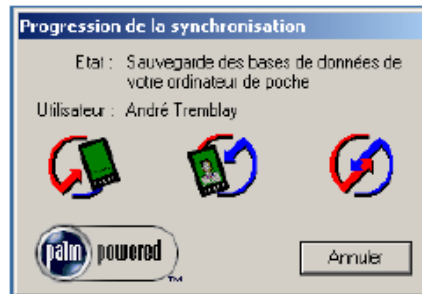 Progression de la synchronisation
Etat : Sauvegarde des bases de données de
votre ordinateur de poche
Utilisateur : André Tremblay
palm powered TM
Annuler